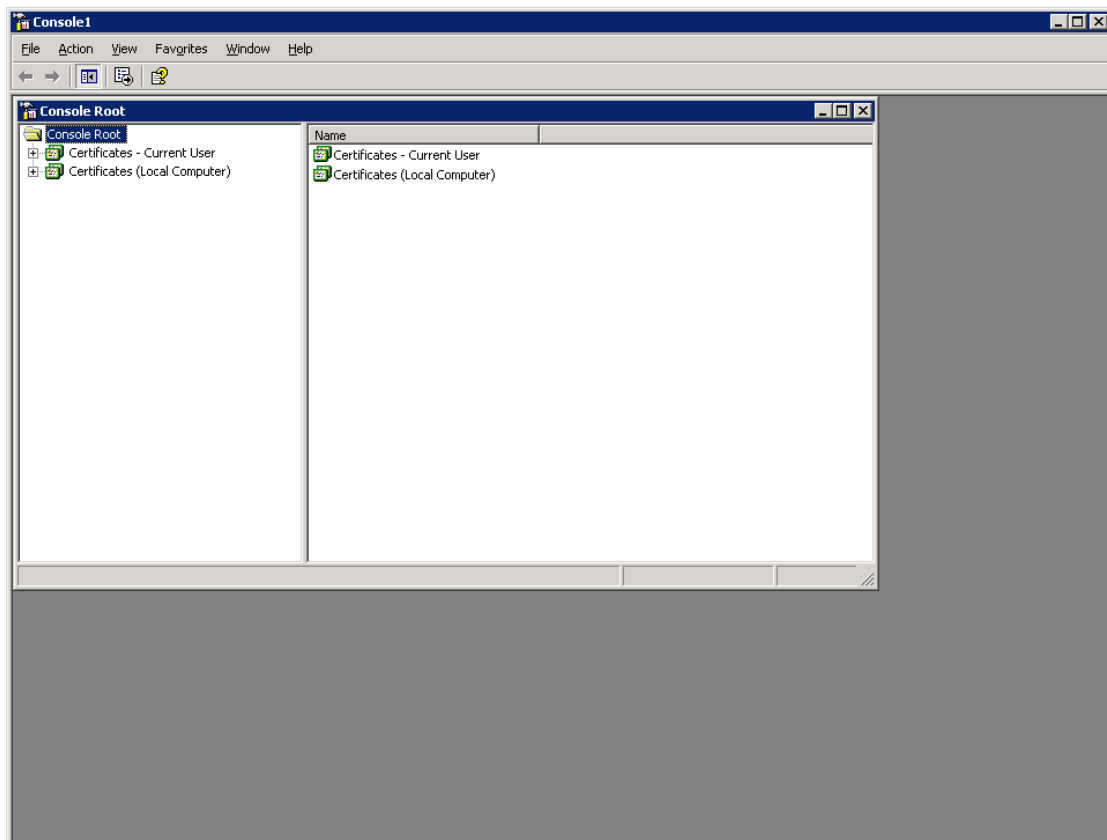 Console1
File Action View Favorites Window Help
Console Root
Console Root
Certificates - Current User
Certificates (Local Computer)
Name
Certificates - Current User
Certificates (Local Computer)